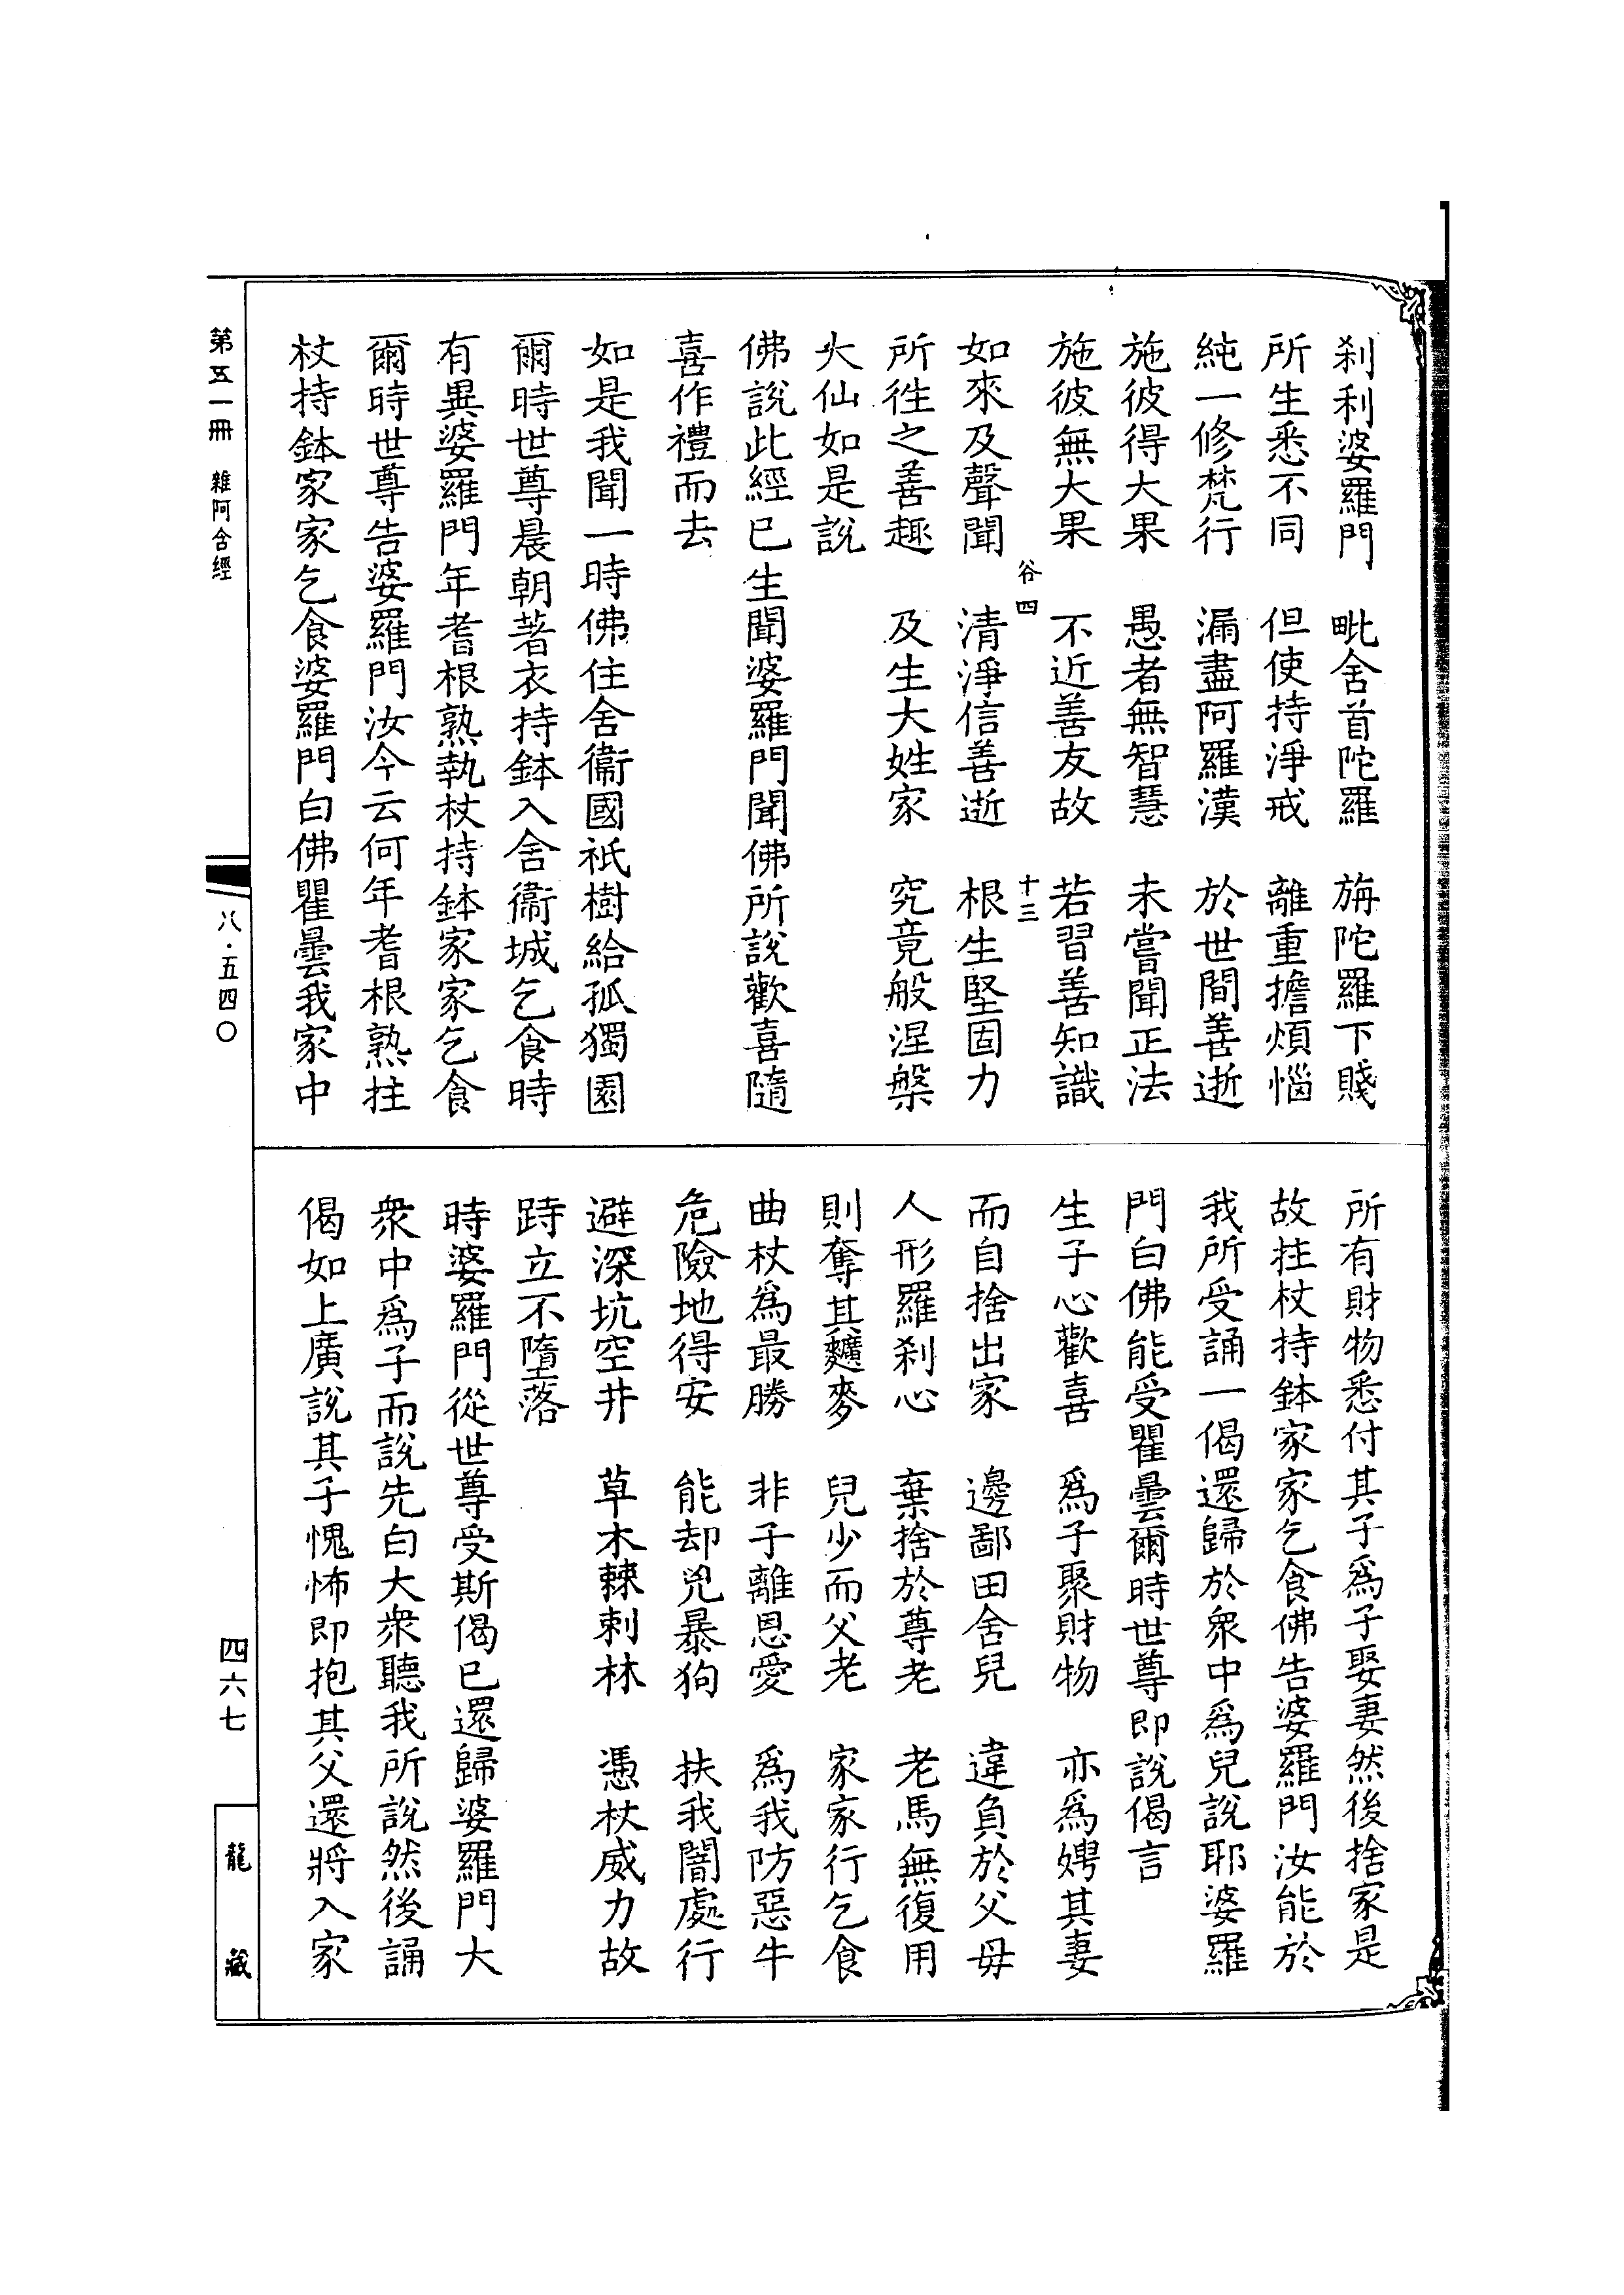 刹利婆羅門　毗舍首陀羅　旃陀羅下賤
所生悉不同　但使持淨戒　離重擔煩惱
純一修梵行　漏盡阿羅漢　於世間善逝
施彼得大果　愚者無智慧　未嘗聞正法
施彼無大果　不近善友故　若習善知識
谷四　十三
如來及聲聞　清淨信善逝　根生堅固力
所徃之善趣　及生大姓家　究竟般涅槃
大仙如是說
佛說此經已生聞婆羅門聞佛所說歡喜隨
喜作禮而去
如是我聞一時佛住舍衞國祇樹給孤獨園
爾時世尊晨朝著衣持鉢入舍衞城乞食時
有異婆羅門年耆根熟執杖持鉢家家乞食
爾時世尊告婆羅門汝今云何年耆根熟拄
杖持鉢家家乞食婆羅門白佛瞿曇我家中
所有財物悉付其子爲子娶妻然後捨家是
故拄杖持鉢家家乞食佛告婆羅門汝能於
我所受誦一偈還歸於衆中爲兒說耶婆羅
門白佛能受瞿曇爾時世尊即說偈言
生子心歡喜　爲子聚財物　亦爲娉其妻
而自捨出家　邊鄙田舍兒　違負於父母
人形羅刹心　棄捨於尊老　老馬無復用
則奪其䵃麥　兒少而父老　家家行乞食
曲杖爲最勝　非子離恩愛　爲我防惡牛
危險地得安　能却兇暴狗　扶我闇處行
避深坑空井　草木棘刺林　憑杖威力故
跱立不墮落
時婆羅門從世尊受斯偈已還歸婆羅門大
衆中爲子而說先白大衆聽我所說然後誦
偈如上廣說其子愧怖即抱其父還將入家
第五一冊　雜阿含經
八·五四〇
四六七
龍藏